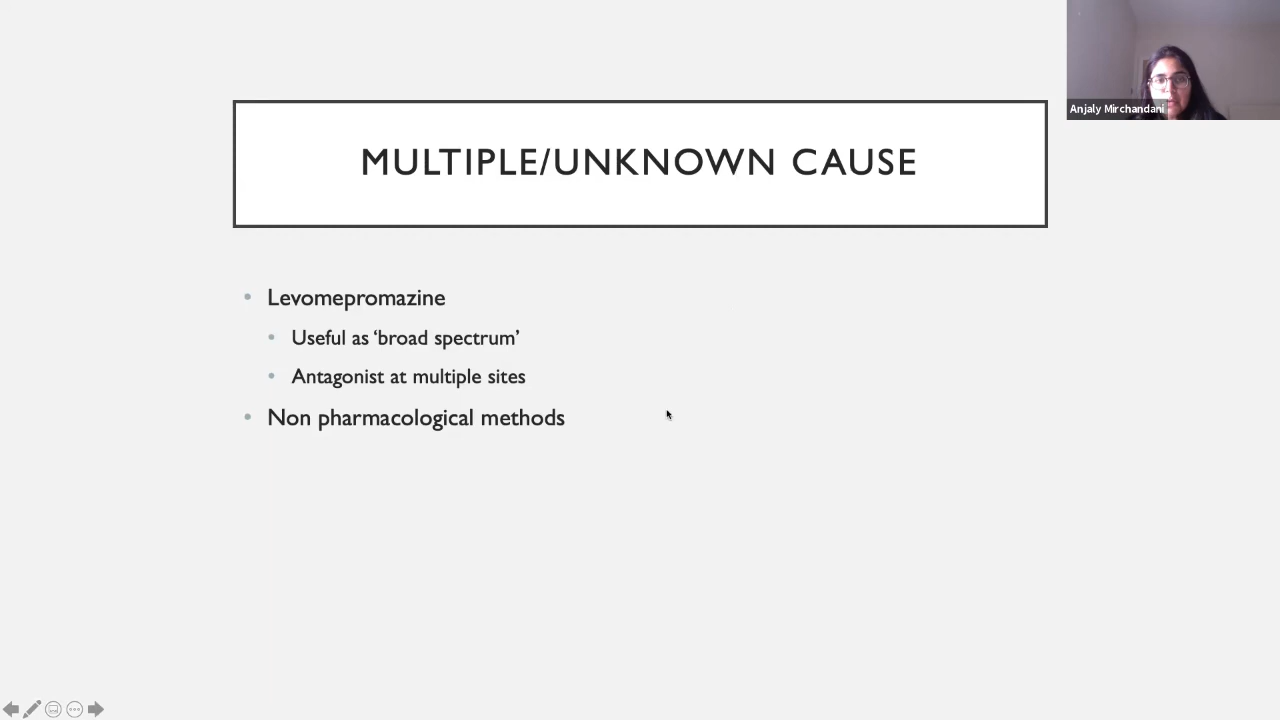 Anjaly Mirchandani
MULTIPLE/UNKNOWN CAUSE
• Levomepromazine
• Useful as ‘broad spectrum’
• Antagonist at multiple sites
• Non pharmacological methods